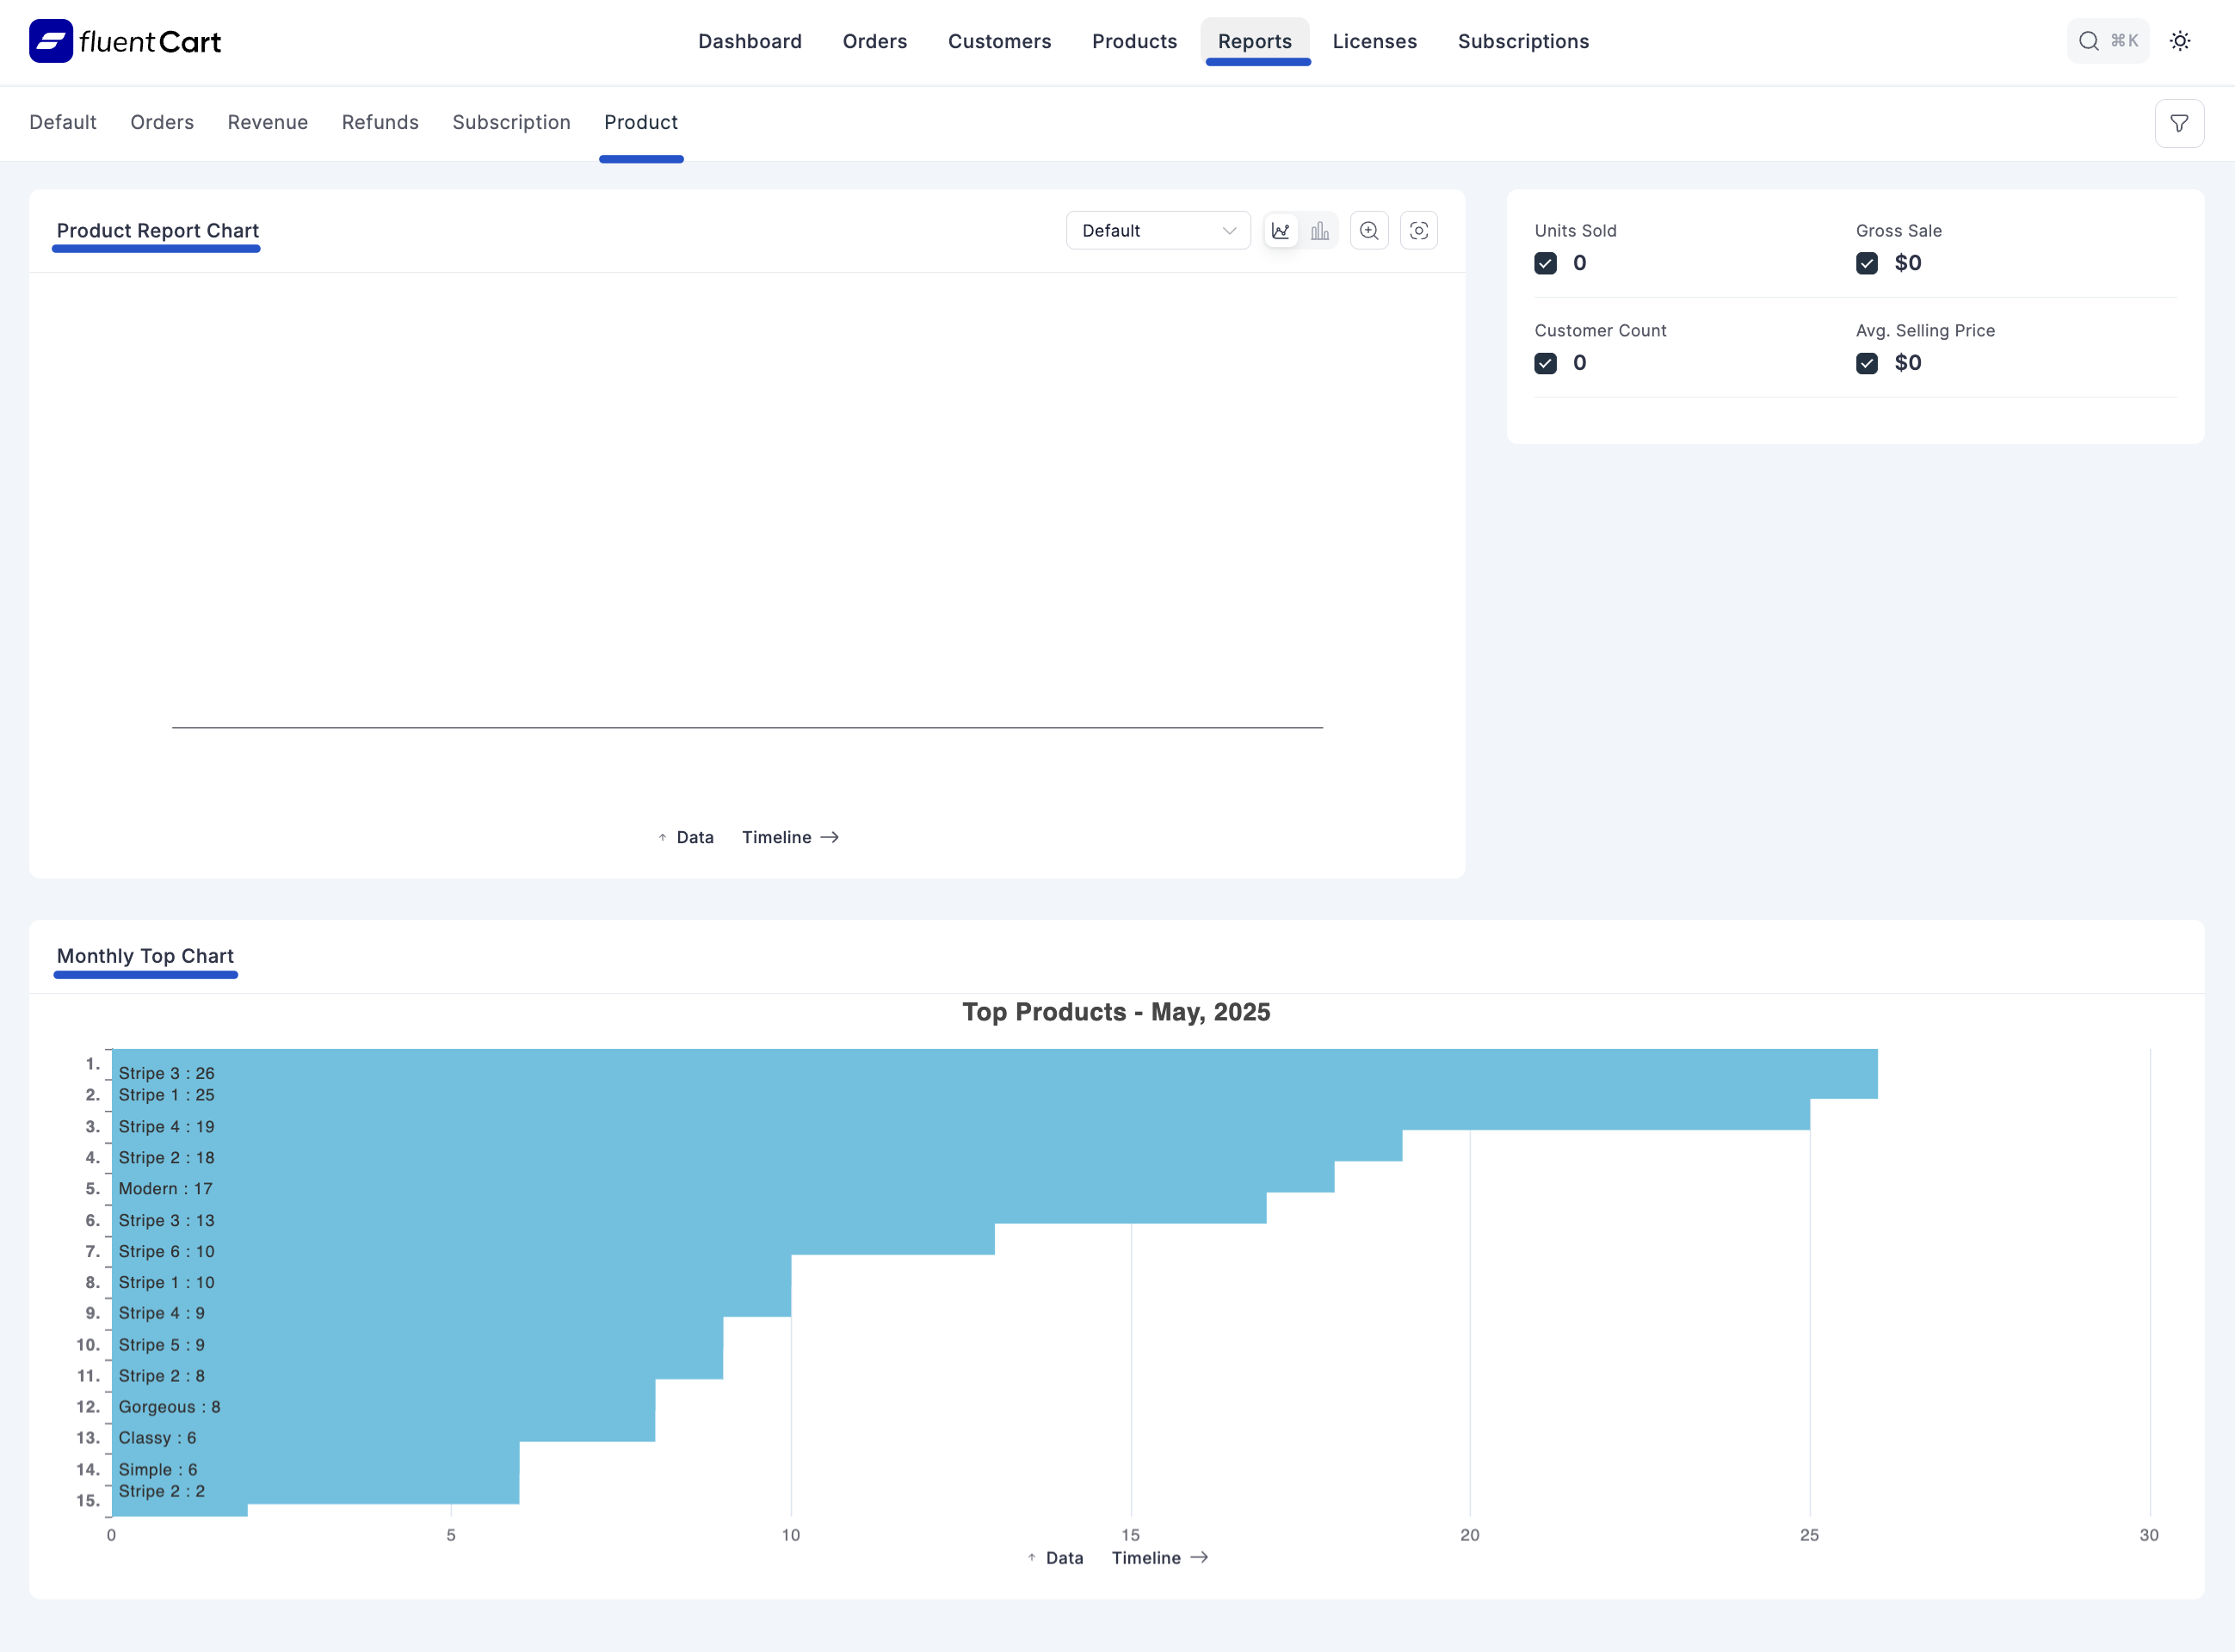 fluentCart
Dashboard Orders Customers Products Reports Licenses Subscriptions ⌘K
Default Orders Revenue Refunds Subscription Product
Product Report Chart Default
Units Sold Gross Sale
0 $0
Customer Count Avg. Selling Price
0 $0
↑ Data Timeline →
Monthly Top Chart
Top Products - May, 2025
1. Stripe 3 : 26
2. Stripe 1 : 25
3. Stripe 4 : 19
4. Stripe 2 : 18
5. Modern : 17
6. Stripe 3 : 13
7. Stripe 6 : 10
8. Stripe 1 : 10
9. Stripe 4 : 9
10. Stripe 5 : 9
11. Stripe 2 : 8
12. Gorgeous : 8
13. Classy : 6
14. Simple : 6
15. Stripe 2 : 2
0 5 10 15 20 25 30
↑ Data Timeline →